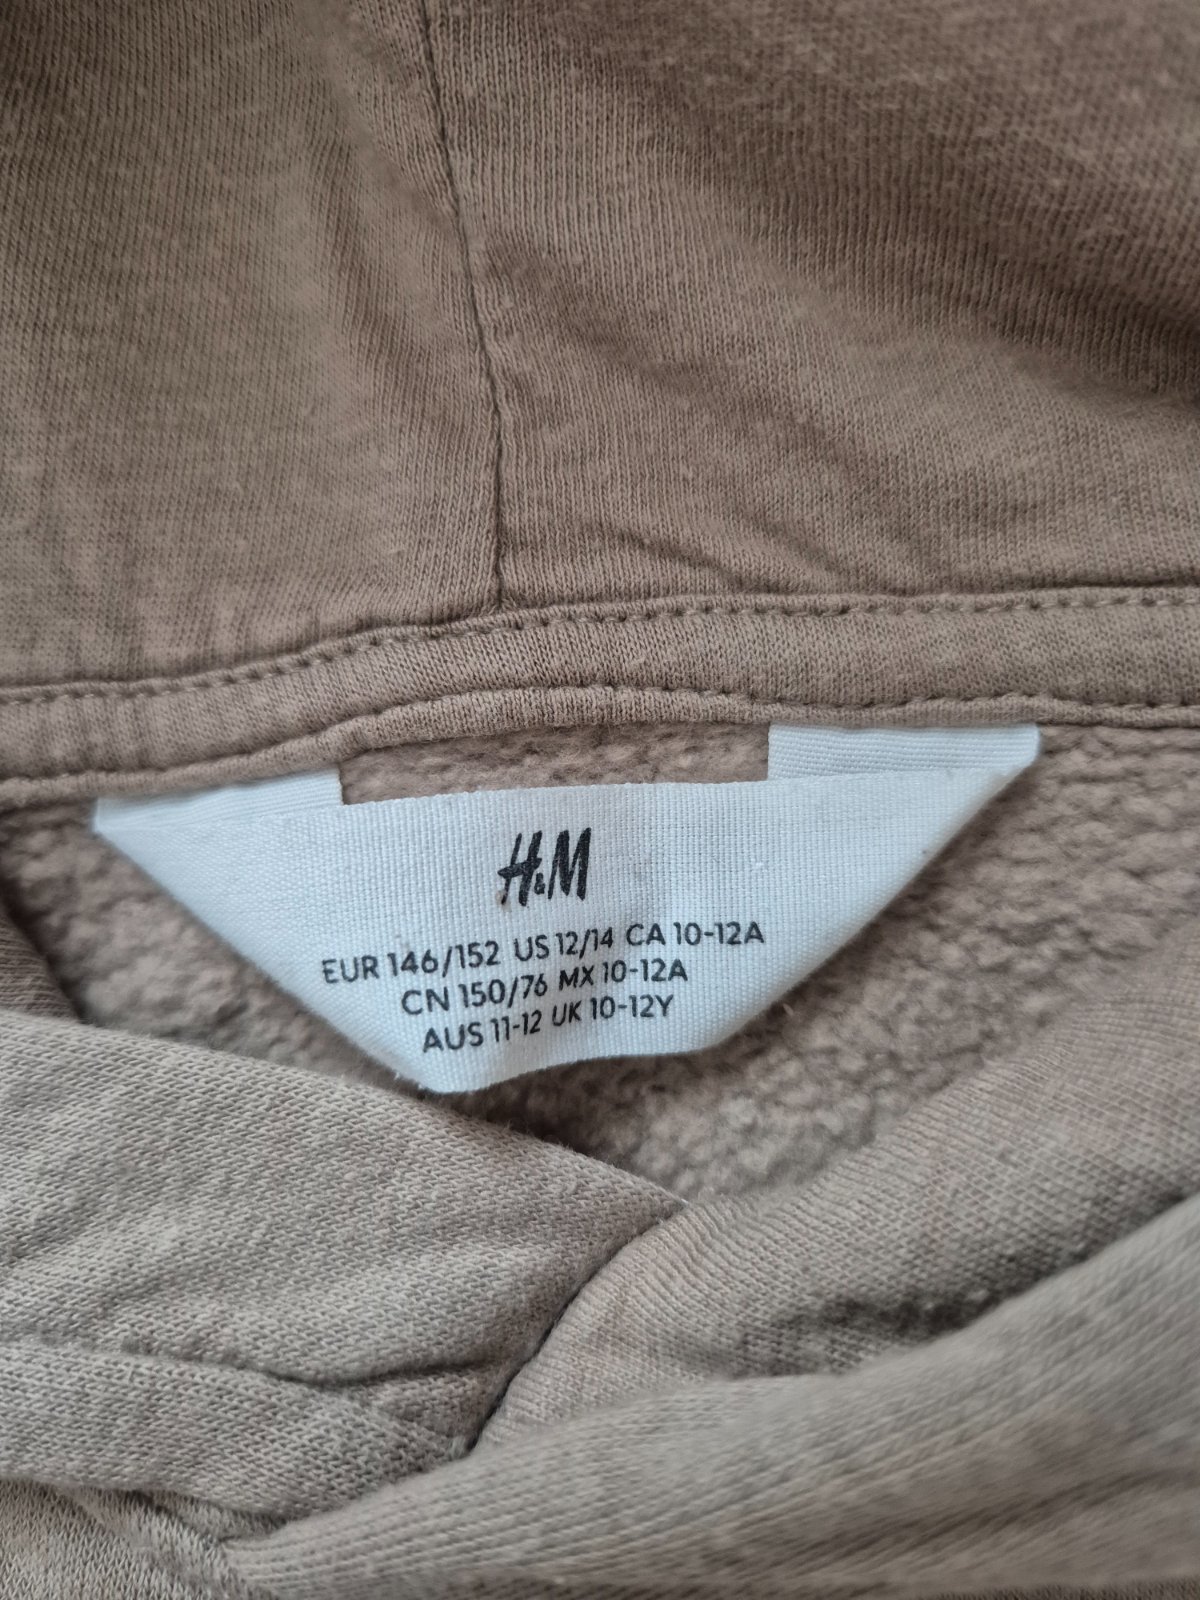 H&M
EUR 146/152 US 12/14 CA 10-12A
CN 150/76 MX 10-12A
AUS 11-12 UK 10-12Y